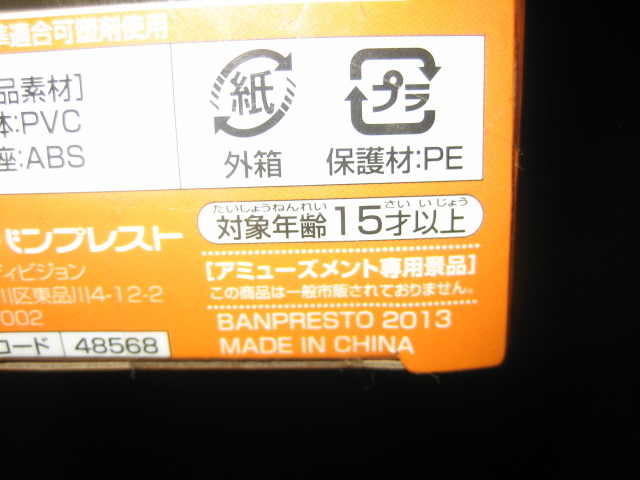 準適合可塑剤使用
品素材]
体:PVC
座:ABS
紙
外箱
プラ
保護材:PE
たいしょうねんれい さい いじょう
対象年齢15才以上
バンプレスト
ディビジョン
川区東品川4-12-2
002
コード 48568
[アミューズメント専用景品]
この商品は一般市販されておりません。
BANPRESTO 2013
MADE IN CHINA